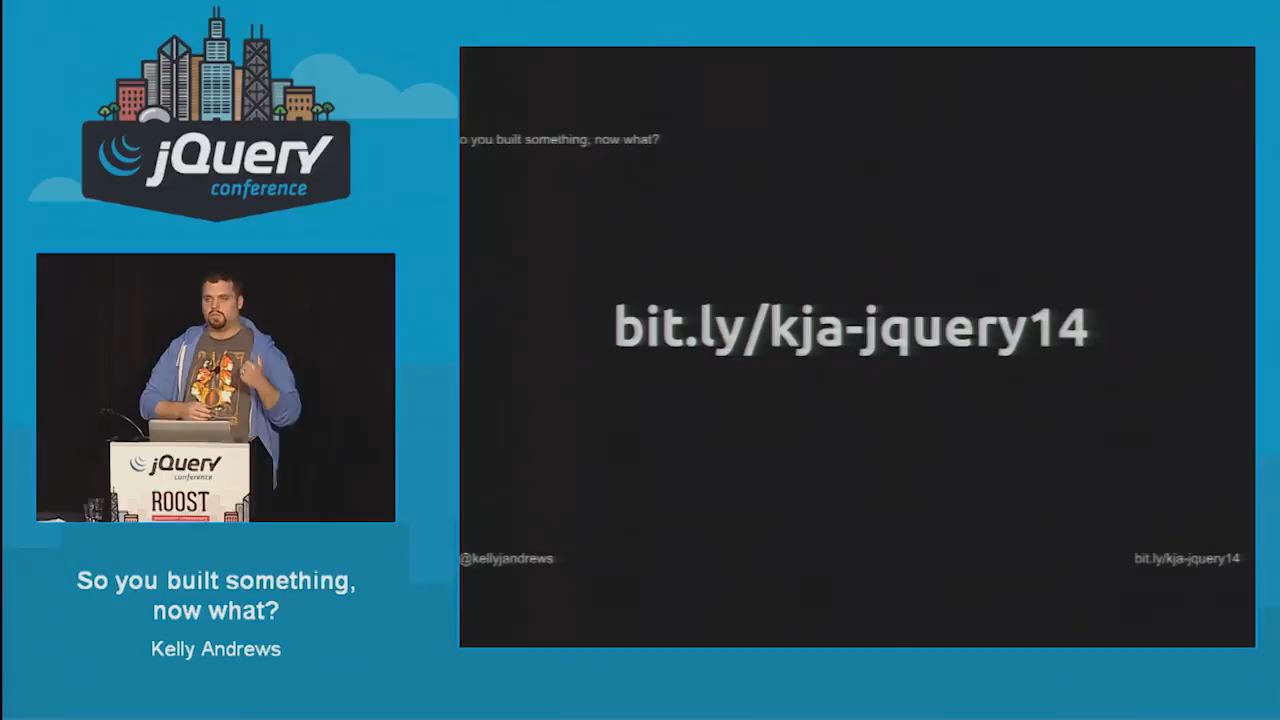 jQuery
conference
o you built something, now what?
bit.ly/kja-jquery14
@kellyjandrews
bit.ly/kja-jquery14
jQuery
conference
ROOST
So you built something,
now what?
Kelly Andrews